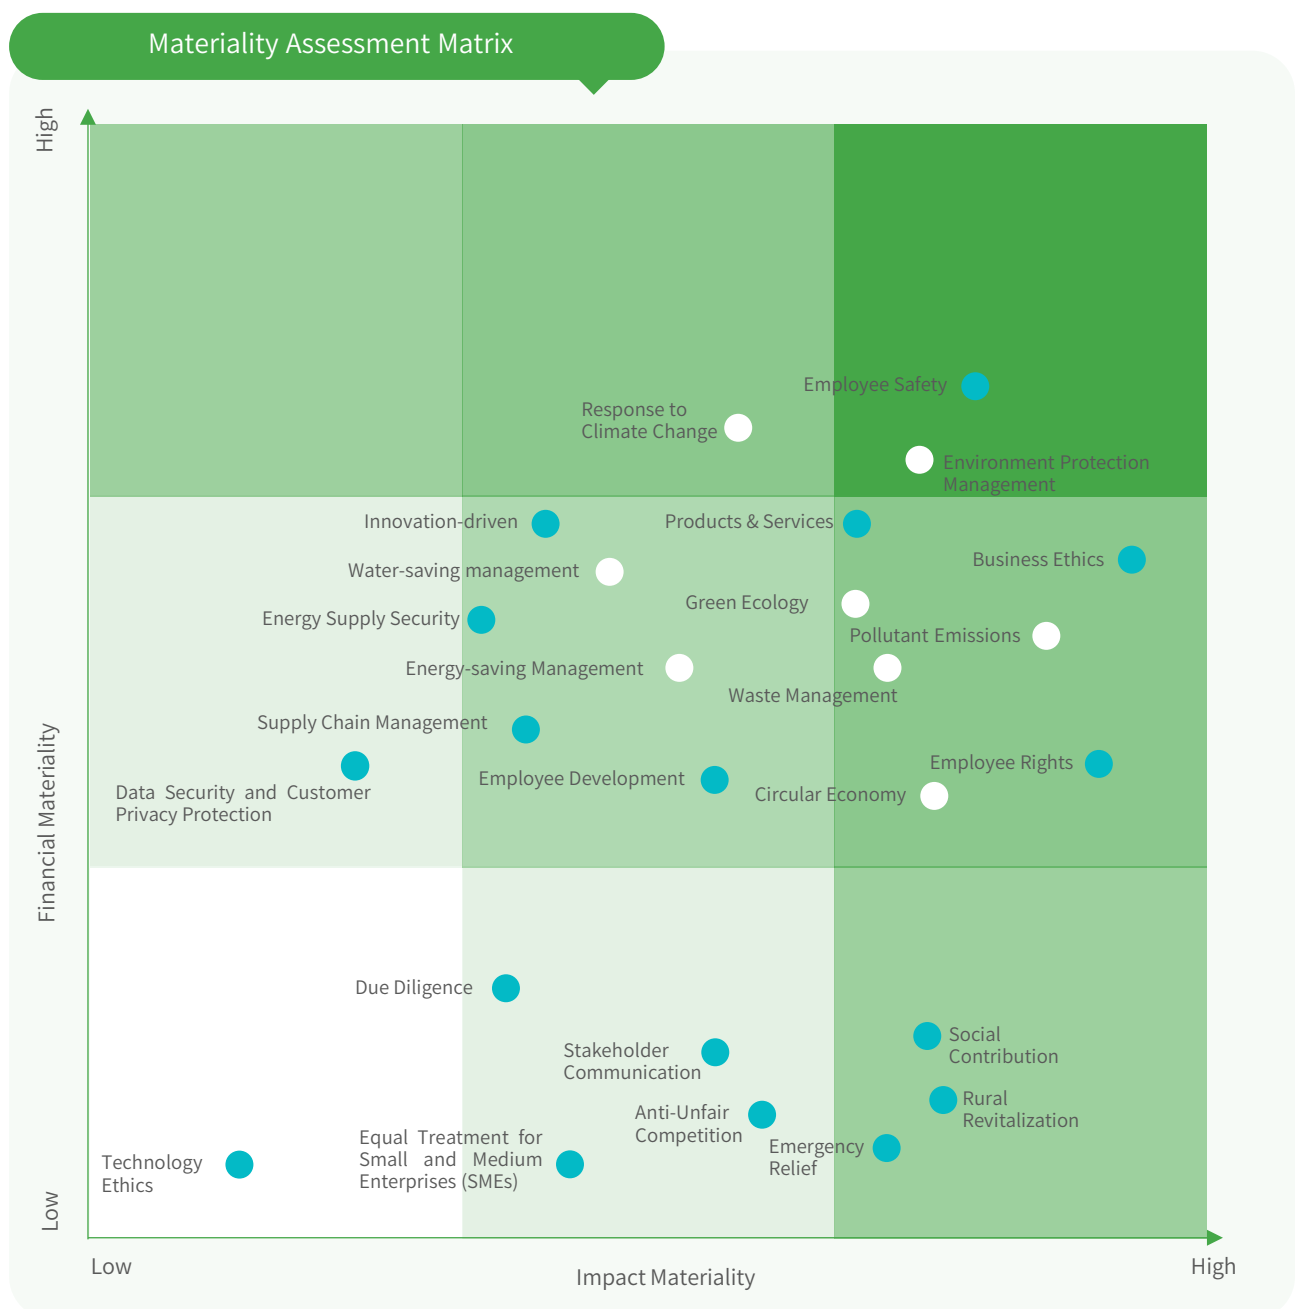 Materiality Assessment Matrix
High
Employee Safety
Response to
Climate Change
Environment Protection
Management
Innovation-driven
Products & Services
Business Ethics
Water-saving management
Green Ecology
Energy Supply Security
Pollutant Emissions
Energy-saving Management
Waste Management
Supply Chain Management
Employee Rights
Employee Development
Data Security and Customer
Privacy Protection
Circular Economy
Financial Materiality
Due Diligence
Social
Contribution
Stakeholder
Communication
Rural
Revitalization
Anti-Unfair
Competition
Equal Treatment for
Small and Medium
Enterprises (SMEs)
Emergency
Relief
Technology
Ethics
Low
Low
Impact Materiality
High